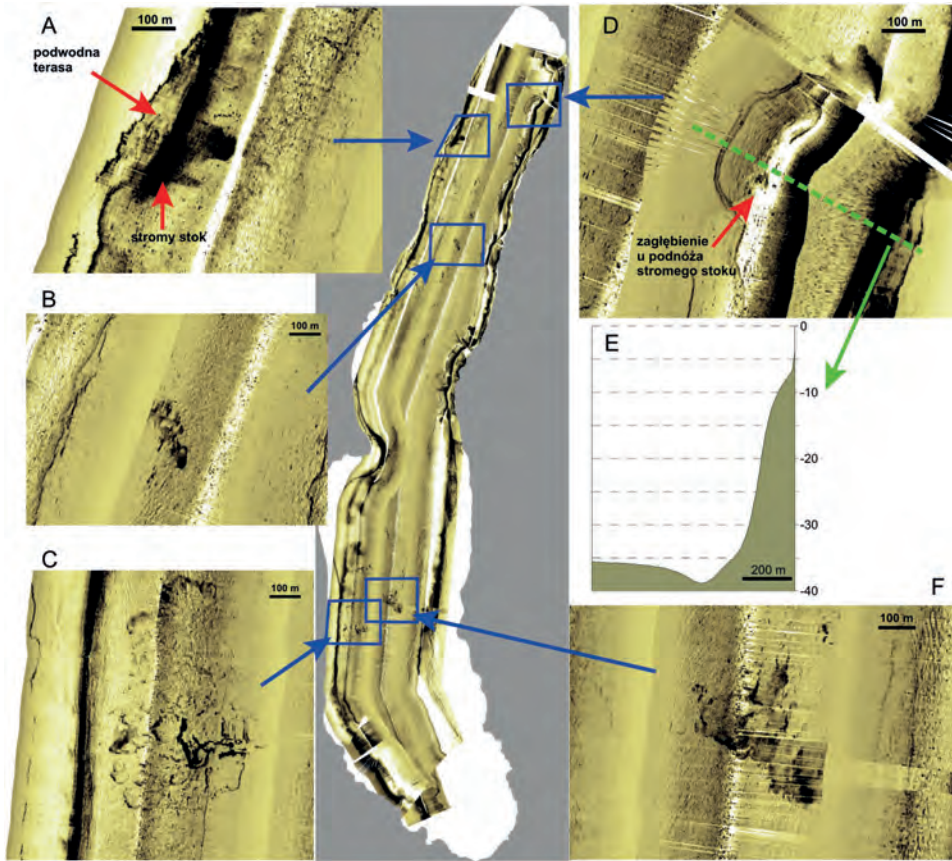 A
100 m
podwodna
terasa
stromy stok
B
100 m
C
100 m
D
100 m
zagłębienie
u podnóża
stromego stoku
E
0
-10
-20
-30
-40
200 m
F
100 m